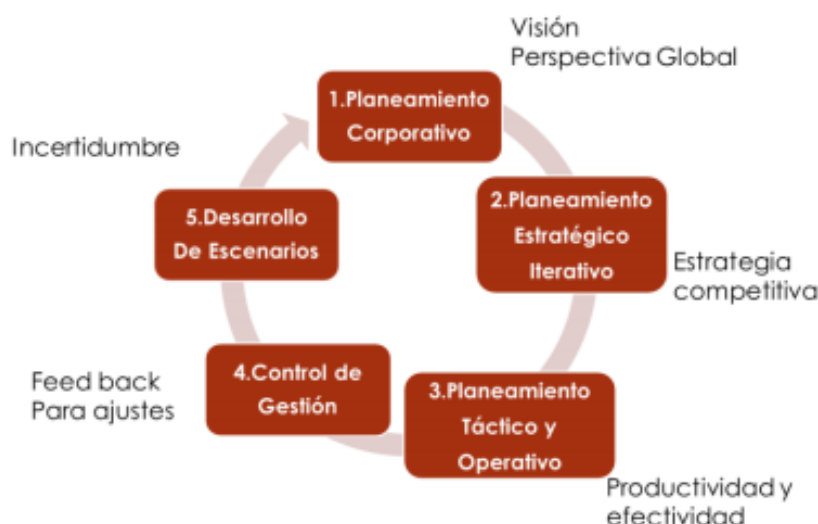 Visión
Perspectiva Global
1.Planeamiento
Corporativo
Incertidumbre
2.Planeamiento
Estratégico
Iterativo
5.Desarrollo
De Escenarios
Estrategia
competitiva
4.Control de
Gestión
Feed back
Para ajustes
3.Planeamiento
Táctico y
Operativo
Productividad y
efectividad